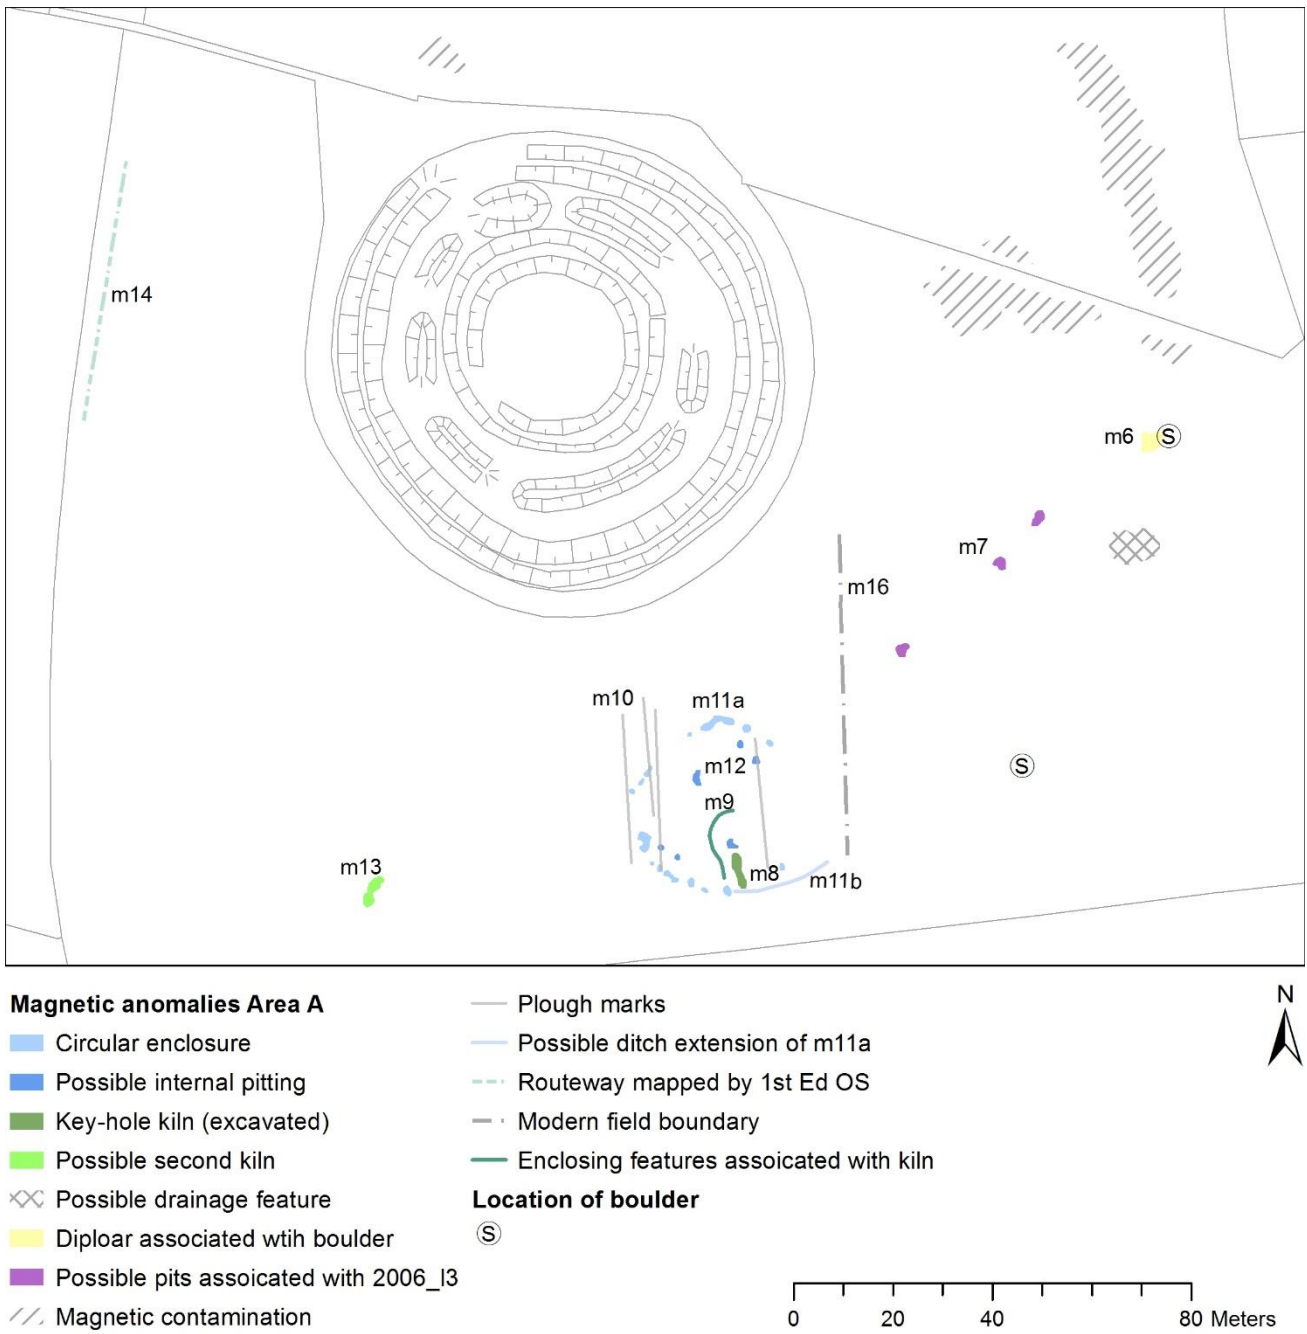 m14
m6 S
m7
m16
m10
m11a
m12
S
m9
m13
m8
m11b
Magnetic anomalies Area A
Circular enclosure
Possible internal pitting
Key-hole kiln (excavated)
Possible second kiln
Possible drainage feature
Diploar associated wtih boulder
Possible pits assoicated with 2006_l3
Magnetic contamination
Plough marks
Possible ditch extension of m11a
Routeway mapped by 1st Ed OS
Modern field boundary
Enclosing features assoicated with kiln
Location of boulder
S
N
0 20 40 80 Meters